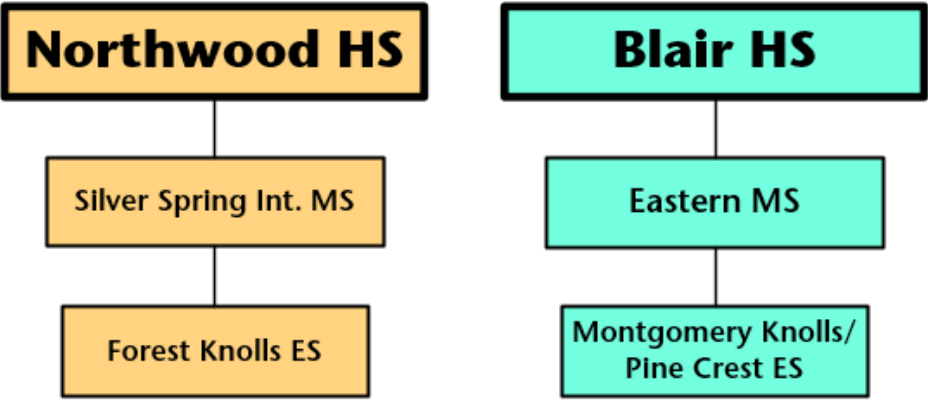 Northwood HS
Blair HS
Silver Spring Int. MS
Eastern MS
Forest Knolls ES
Montgomery Knolls/
Pine Crest ES